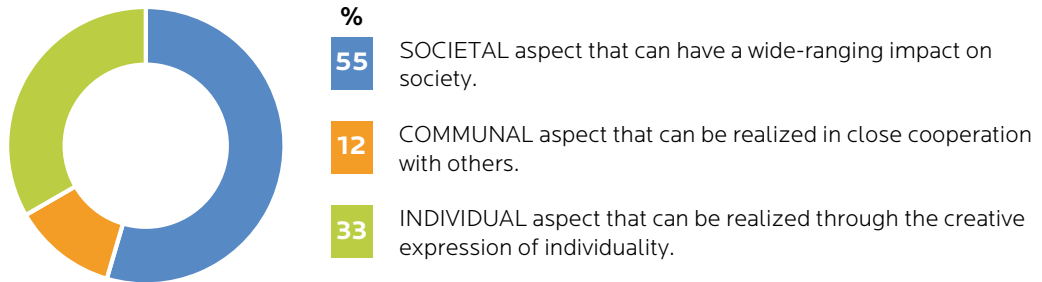 %
55
SOCIETAL aspect that can have a wide-ranging impact on
society.
12
COMMUNAL aspect that can be realized in close cooperation
with others.
33
INDIVIDUAL aspect that can be realized through the creative
expression of individuality.